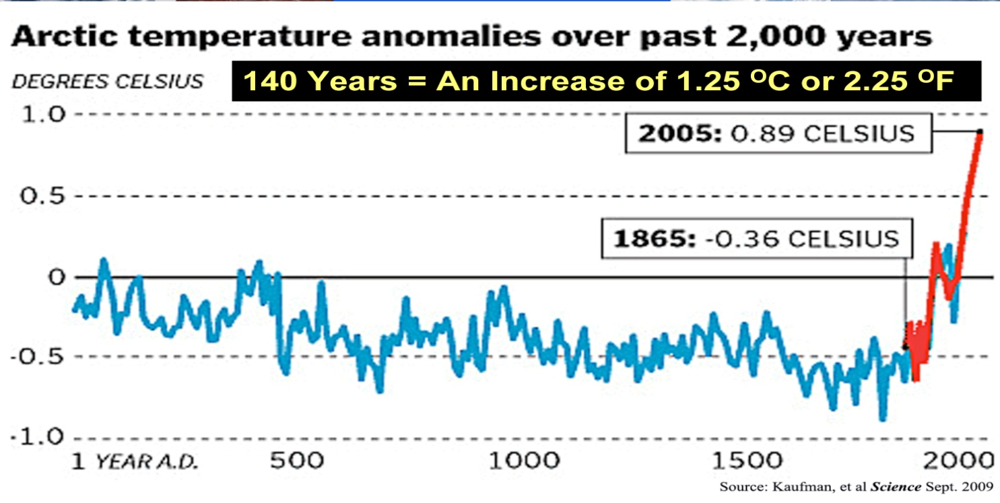 Arctic temperature anomalies over past 2,000 years
DEGREES CELSIUS
140 Years = An Increase of 1.25 ᴼC or 2.25 ᴼF
1.0
2005: 0.89 CELSIUS
0.5
1865: -0.36 CELSIUS
0
-0.5
-1.0
1 YEAR A.D. 500 1000 1500 2000
Source: Kaufman, et al Science Sept. 2009